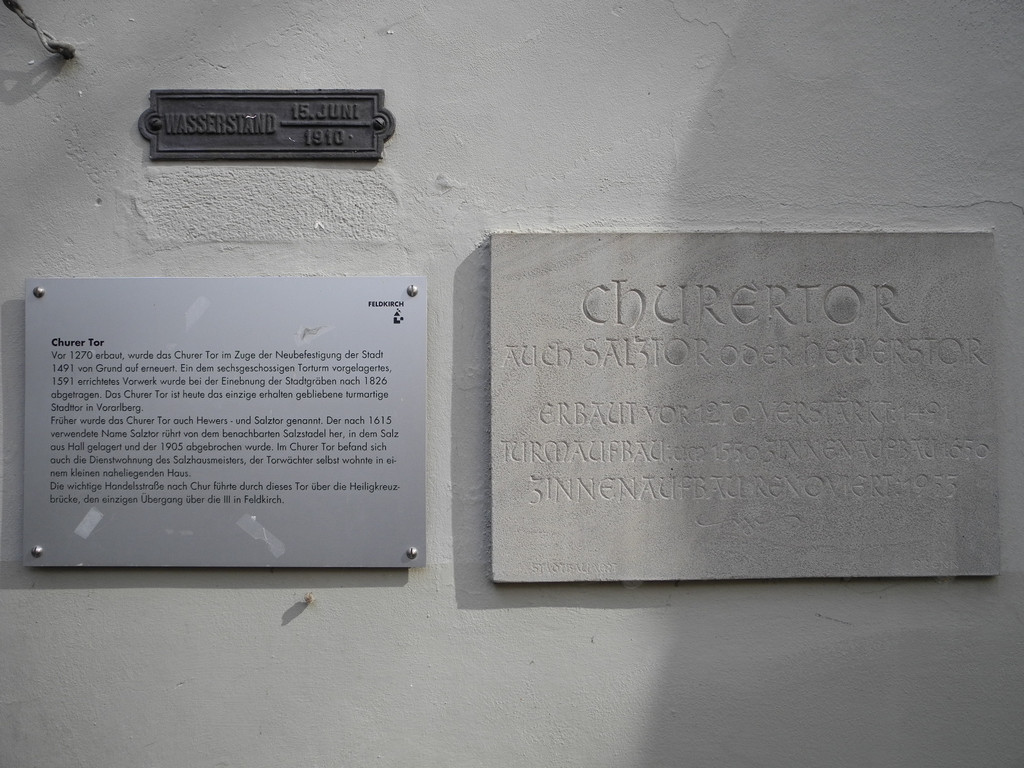 WASSERSTAND 15. JUNI
1910.
FELDKIRCH
Churer Tor
Vor 1270 erbaut, wurde das Churer Tor im Zuge der Neubefestigung der Stadt
1491 von Grund auf erneuert. Ein dem sechsgeschossigen Torturm vorgelagertes,
1591 errichtetes Vorwerk wurde bei der Einebnung der Stadtgräben nach 1826
abgetragen. Das Churer Tor ist heute das einzige erhalten gebliebene turmartige
Stadttor in Vorarlberg.
Früher wurde das Churer Tor auch Hewers - und Salztor genannt. Der nach 1615
verwendete Name Salztor rührt von dem benachbarten Salzstadel her, in dem Salz
aus Hall gelagert und der 1905 abgebrochen wurde. Im Churer Tor befand sich
auch die Dienstwohnung des Salzhausmeisters, der Torwächter selbst wohnte in ei-
nem kleinen naheliegenden Haus.
Die wichtige Handelsstraße nach Chur führte durch dieses Tor über die Heiligkreuz-
brücke, den einzigen Übergang über die Ill in Feldkirch.
CHURERTOR
AUCH SALZTOR ODER HEWERSTOR
ERBAUT VOR 1270 VERSTÄRKT: 1491
TURMAUFBAU: UM 1550 ZINNENAUFBAU 1650
ZINNENAUFBAU RENOVIERT: 1953
STADTBAUAMT